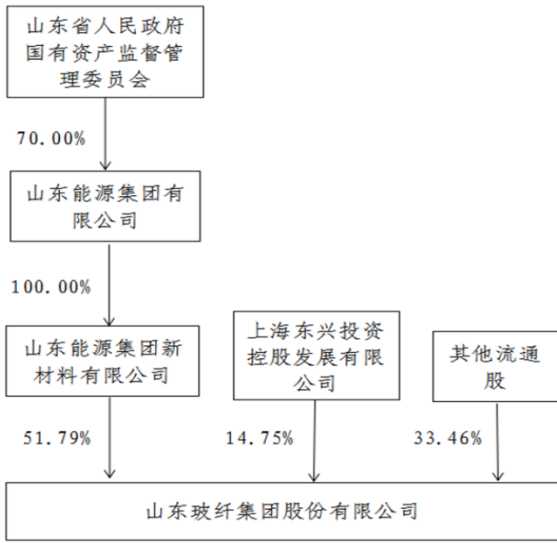 山东省人民政府
国有资产监督管
理委员会
70.00%
山东能源集团有
限公司
100.00%
山东能源集团新
材料有限公司
上海东兴投资
控股发展有限
公司
其他流通
股
51.79%
14.75%
33.46%
山东玻纤集团股份有限公司